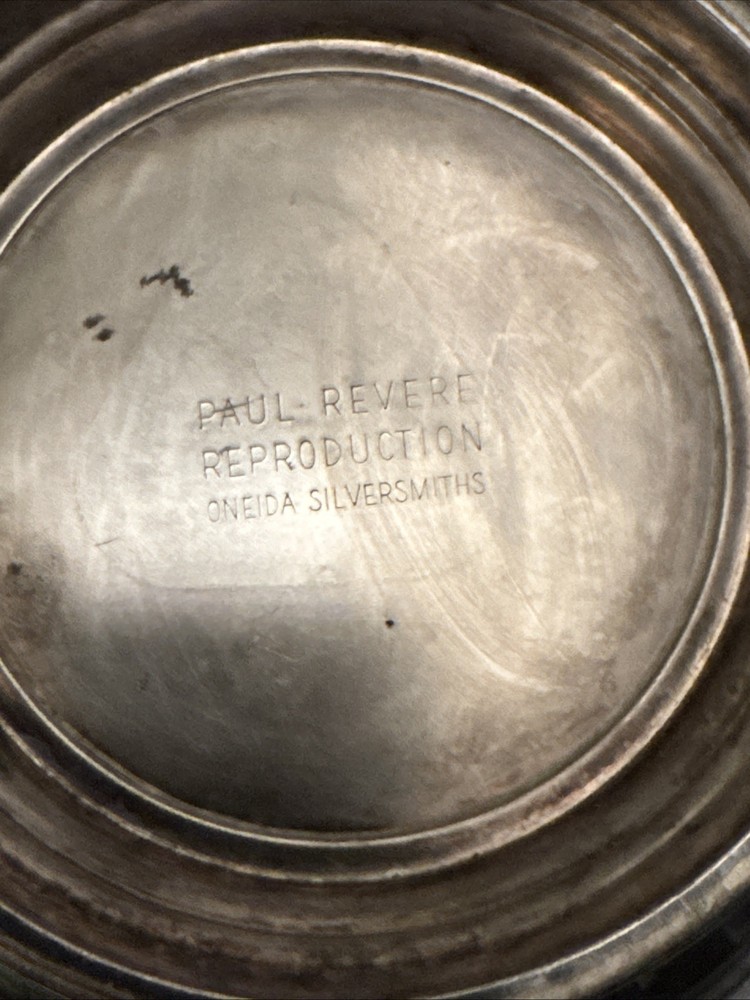 PAUL REVERE
REPRODUCTION
ONEIDA SILVERSMITHS